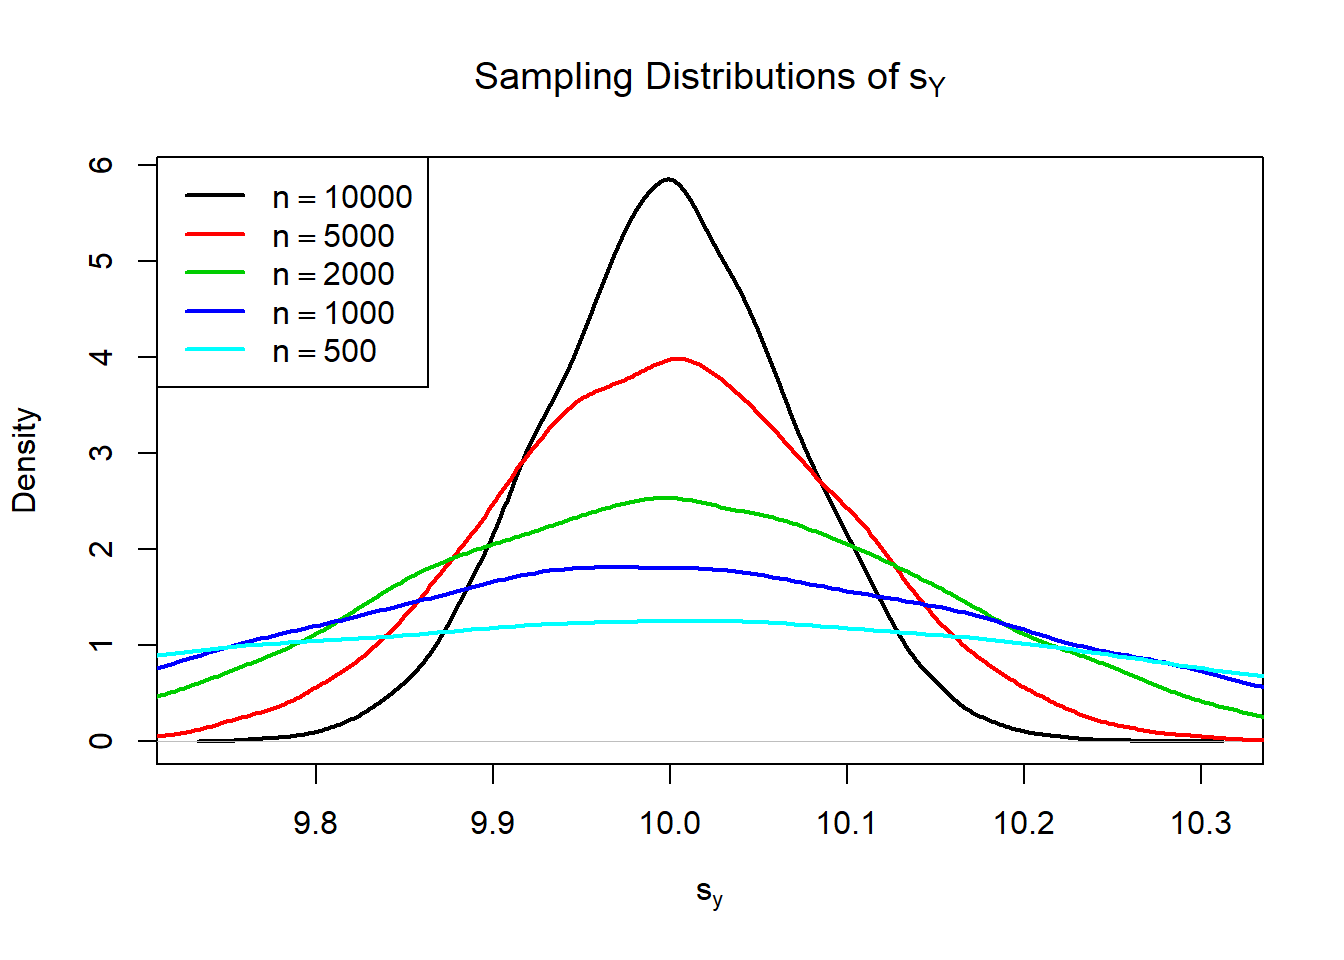 Sampling Distributions of sY
n = 10000
n = 5000
n = 2000
n = 1000
n = 500
Density
6
5
4
3
2
1
0
9.8 9.9 10.0 10.1 10.2 10.3
sy